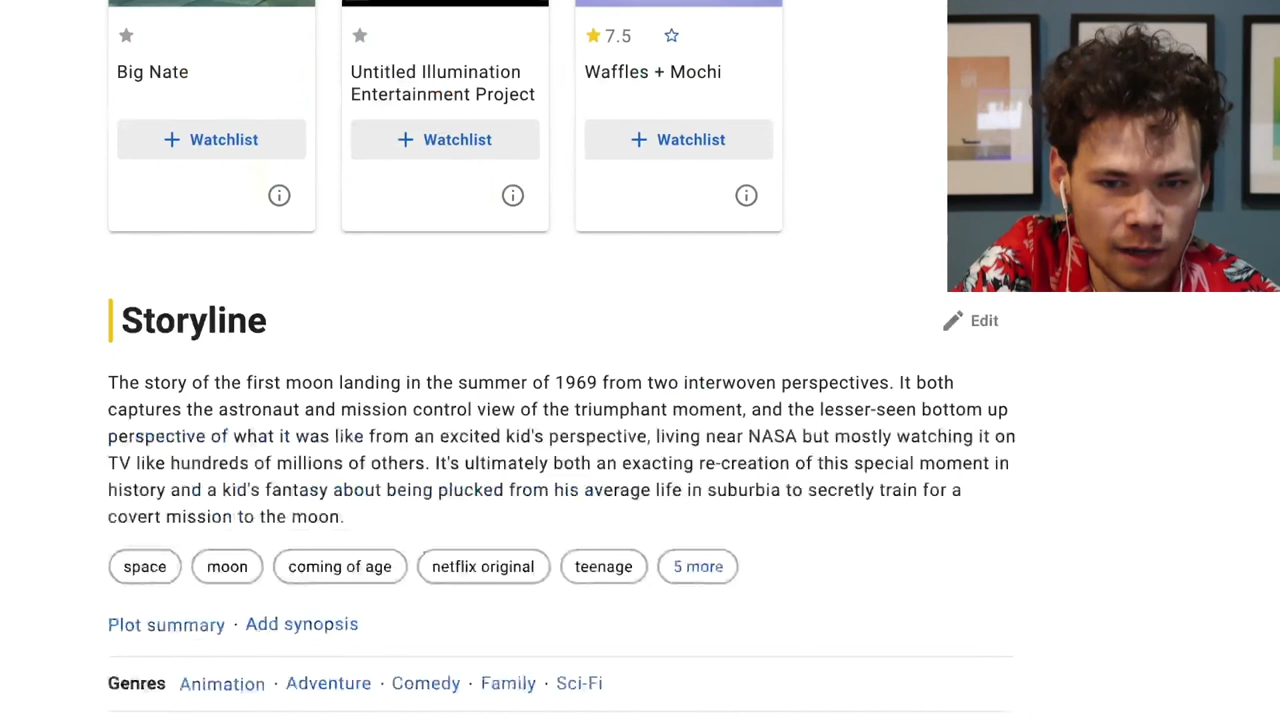 7.5
Big Nate
Untitled Illumination
Entertainment Project
Waffles + Mochi
+ Watchlist
+ Watchlist
+ Watchlist
Storyline
Edit
The story of the first moon landing in the summer of 1969 from two interwoven perspectives. It both
captures the astronaut and mission control view of the triumphant moment, and the lesser-seen bottom up
perspective of what it was like from an excited kid's perspective, living near NASA but mostly watching it on
TV like hundreds of millions of others. It's ultimately both an exacting re-creation of this special moment in
history and a kid's fantasy about being plucked from his average life in suburbia to secretly train for a
covert mission to the moon.
space moon coming of age netflix original teenage 5 more
Plot summary · Add synopsis
Genres Animation · Adventure · Comedy · Family · Sci-Fi